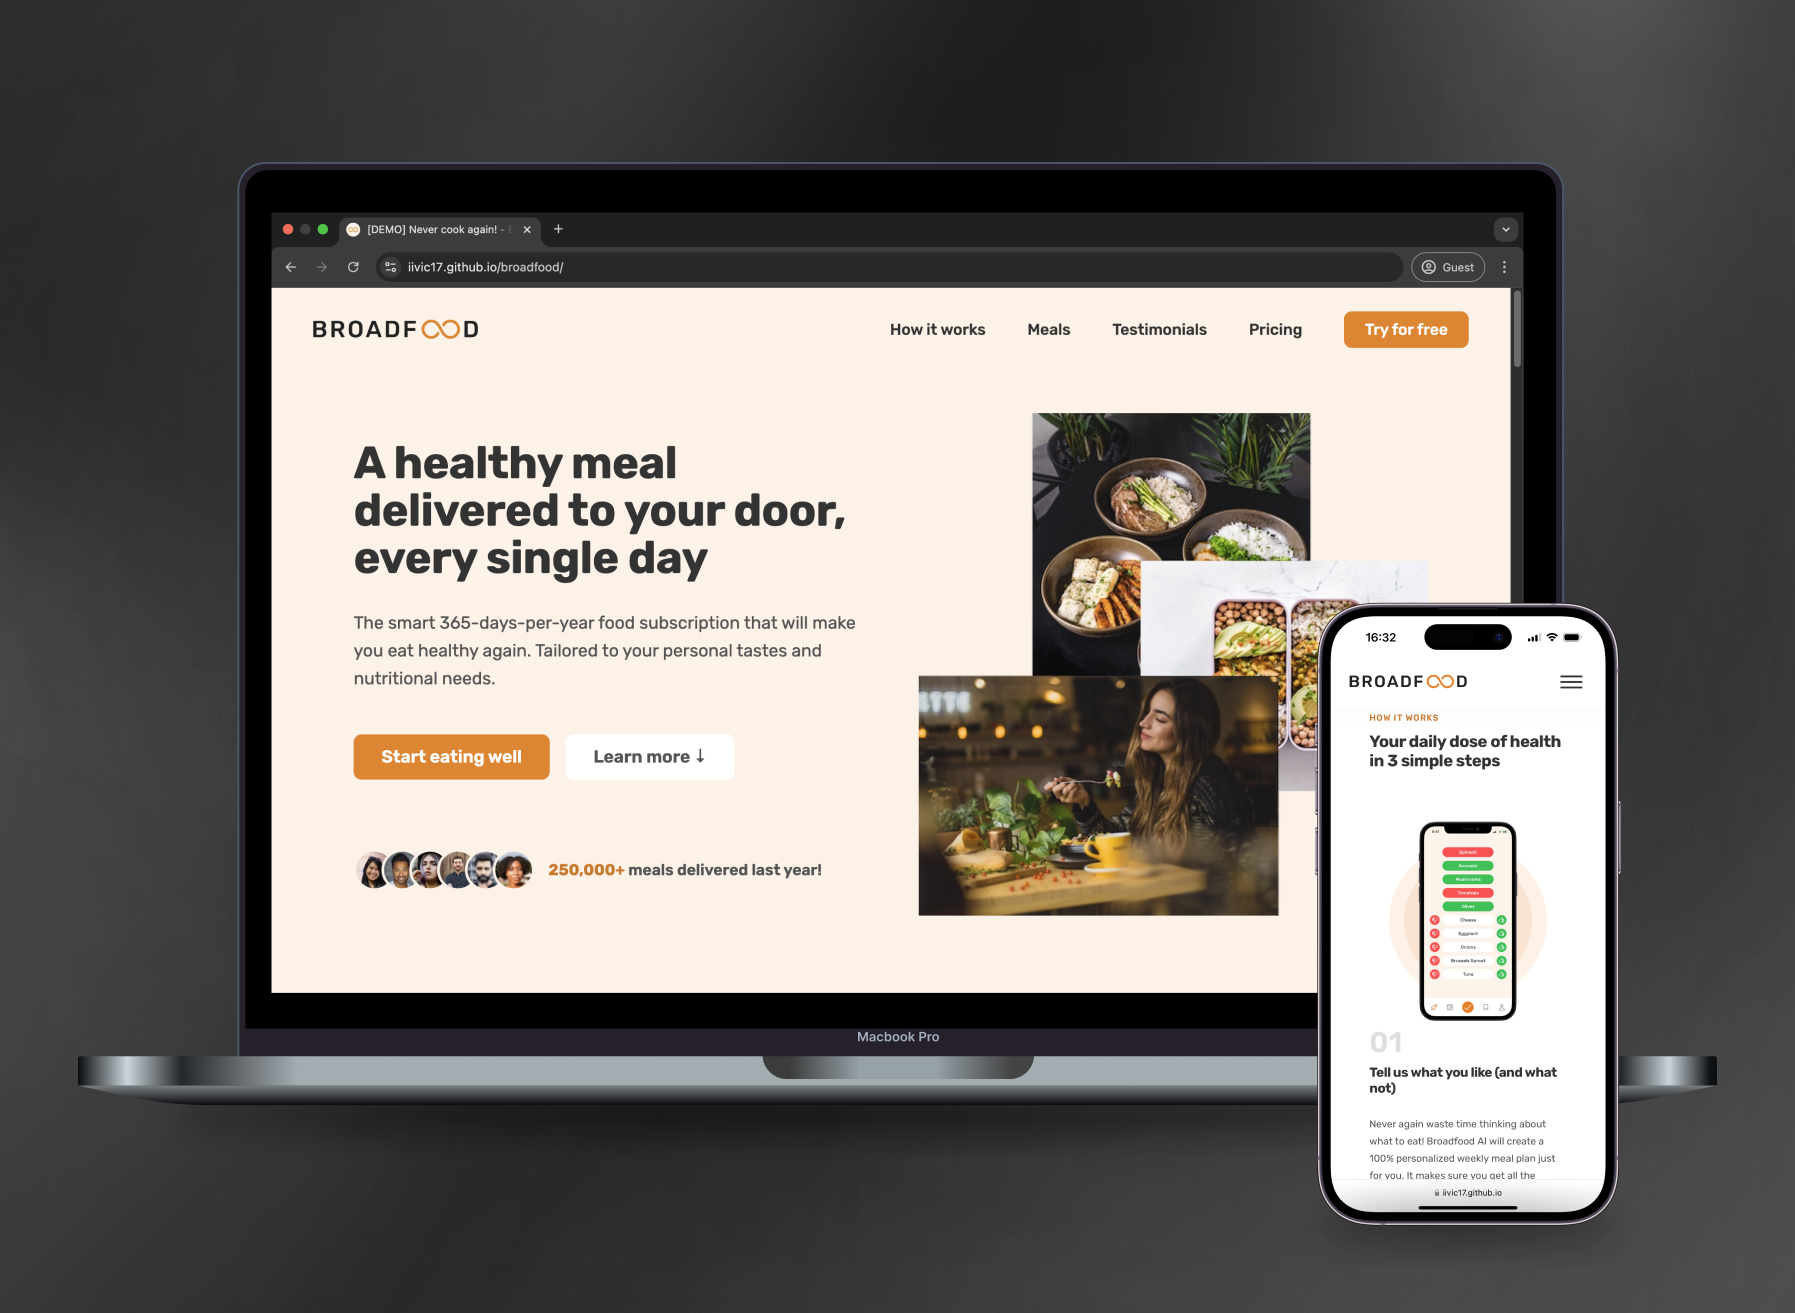 [DEMO] Never cook again! -
iivic17.github.io/broadfood/
Guest
BROADFOOD
How it works
Meals
Testimonials
Pricing
Try for free
A healthy meal
delivered to your door,
every single day
The smart 365-days-per-year food subscription that will make
you eat healthy again. Tailored to your personal tastes and
nutritional needs.
Start eating well
Learn more ↓
250,000+ meals delivered last year!
Macbook Pro
16:32
BROADFOOD
HOW IT WORKS
Your daily dose of health
in 3 simple steps
9:41
Spinach
Avocado
Mushrooms
Tomatoes
Olives
Cheese
Eggplant
Onions
Brussels Sprout
Tuna
01
Tell us what you like (and what
not)
Never again waste time thinking about
what to eat! Broadfood AI will create a
100% personalized weekly meal plan just
for you. It makes sure you get all the
iivic17.github.io